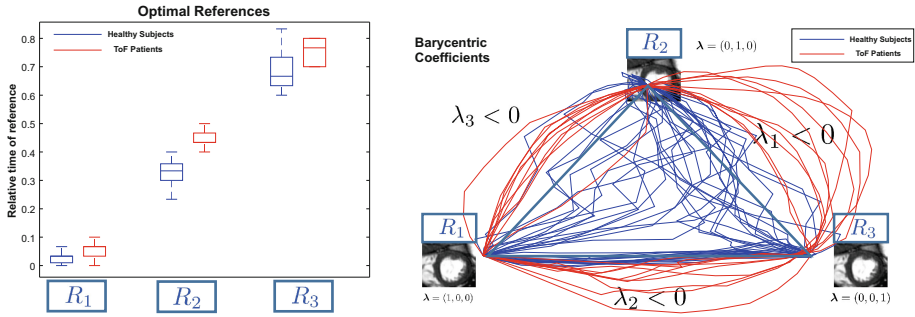 Optimal References
Relative time of reference
0.8
0.7
0.6
0.5
0.4
0.3
0.2
0.1
0
Healthy Subjects
ToF Patients
R1
R2
R3
Barycentric
Coefficients
R2
λ = (0, 1, 0)
Healthy Subjects
ToF Patients
λ3 < 0
λ1 < 0
R1
λ = (1, 0, 0)
R3
λ = (0, 0, 1)
λ2 < 0